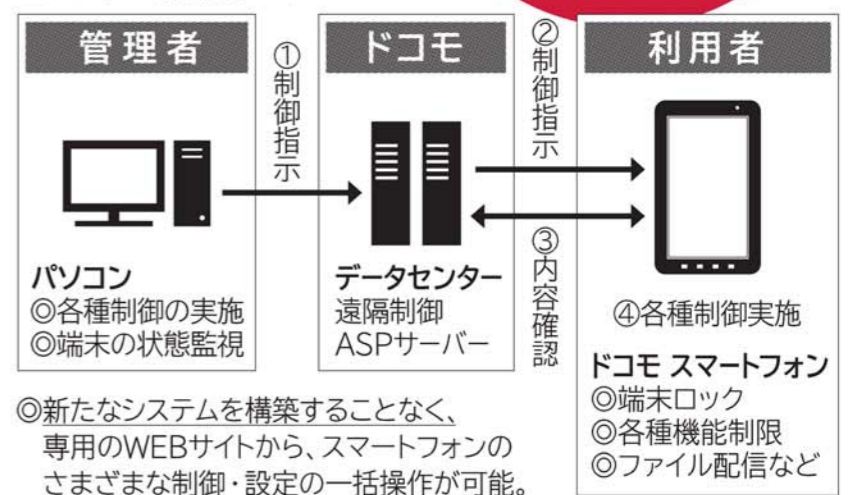 管理者
①制御指示
ドコモ
②制御指示
利用者
③内容確認
パソコン
◎各種制御の実施
◎端末の状態監視
データセンター
遠隔制御
ASPサーバー
④各種制御実施
ドコモ スマートフォン
◎端末ロック
◎各種機能制限
◎ファイル配信など
◎新たなシステムを構築することなく、
専用のWEBサイトから、スマートフォンの
さまざまな制御・設定の一括操作が可能。